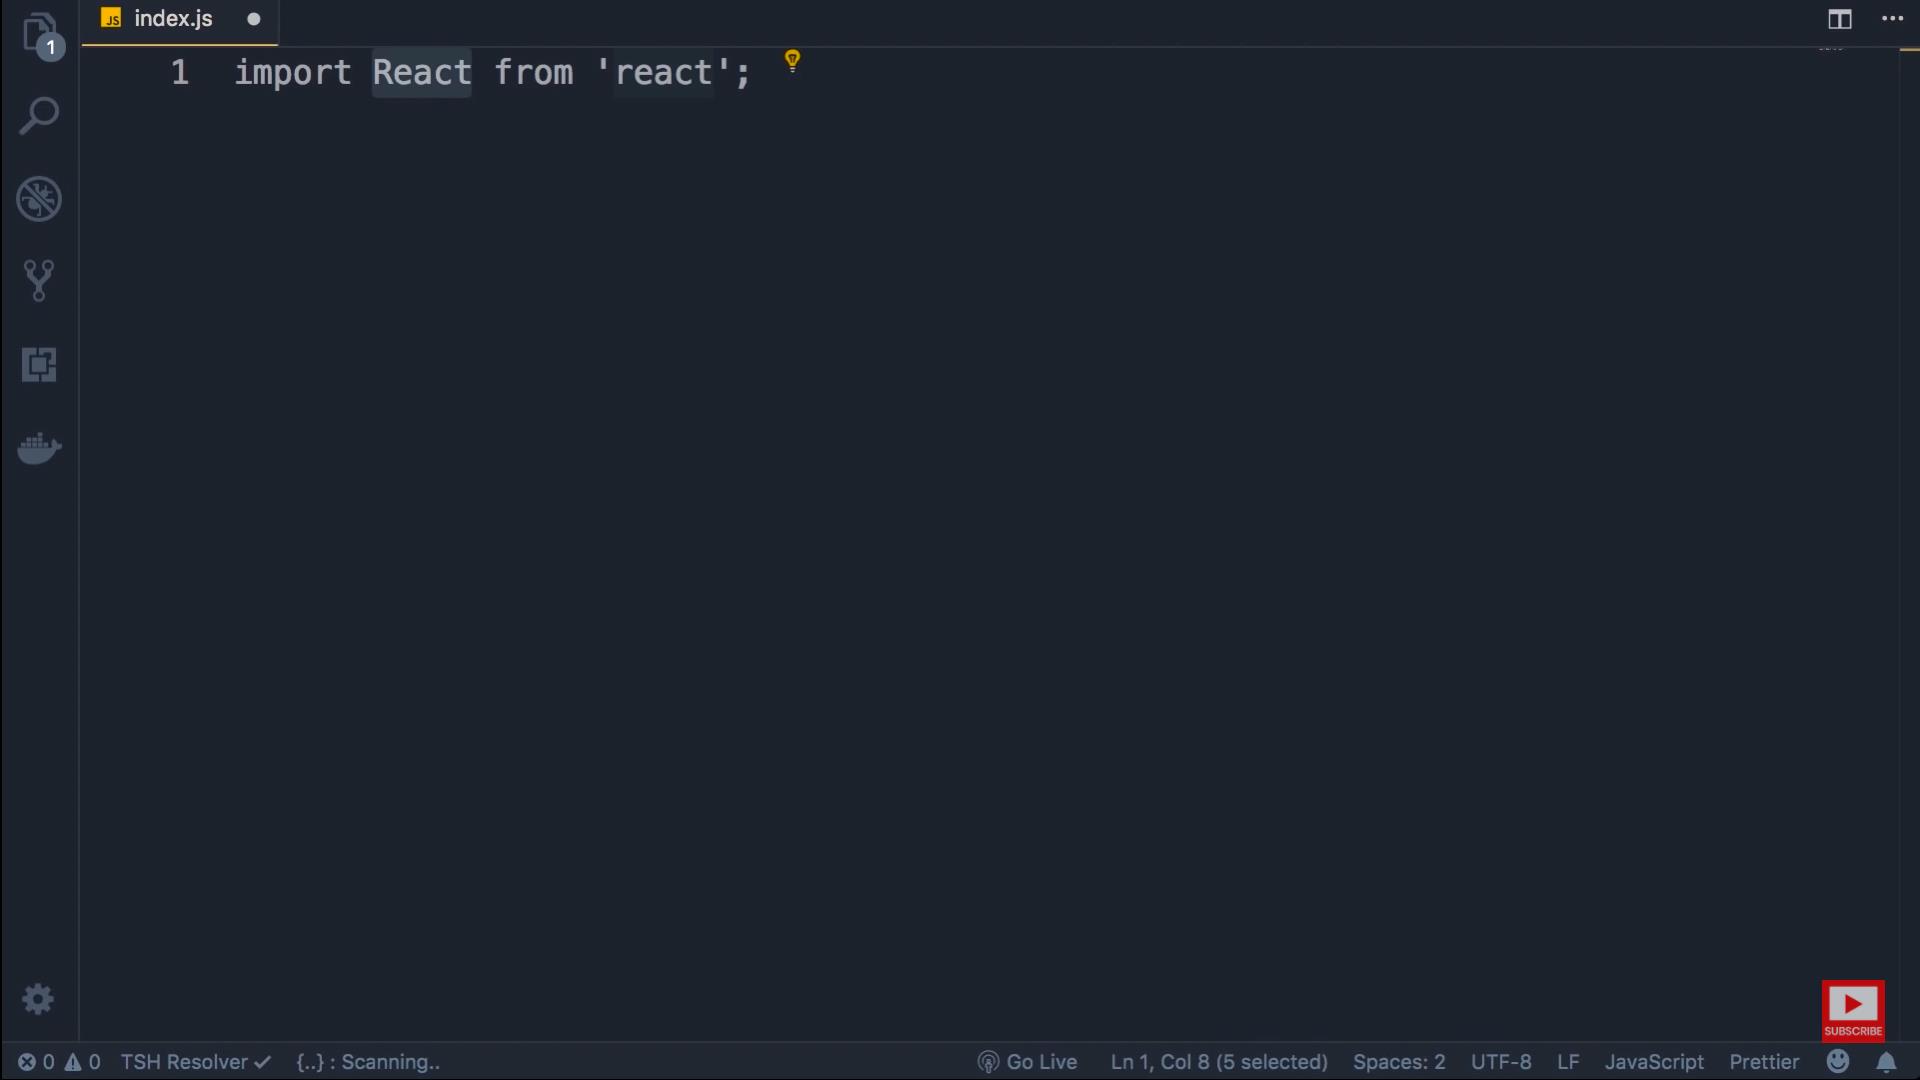 JS index.js
1
1 import React from 'react';
SUBSCRIBE
0 0 TSH Resolver {..} : Scanning.. Go Live Ln 1, Col 8 (5 selected) Spaces: 2 UTF-8 LF JavaScript Prettier